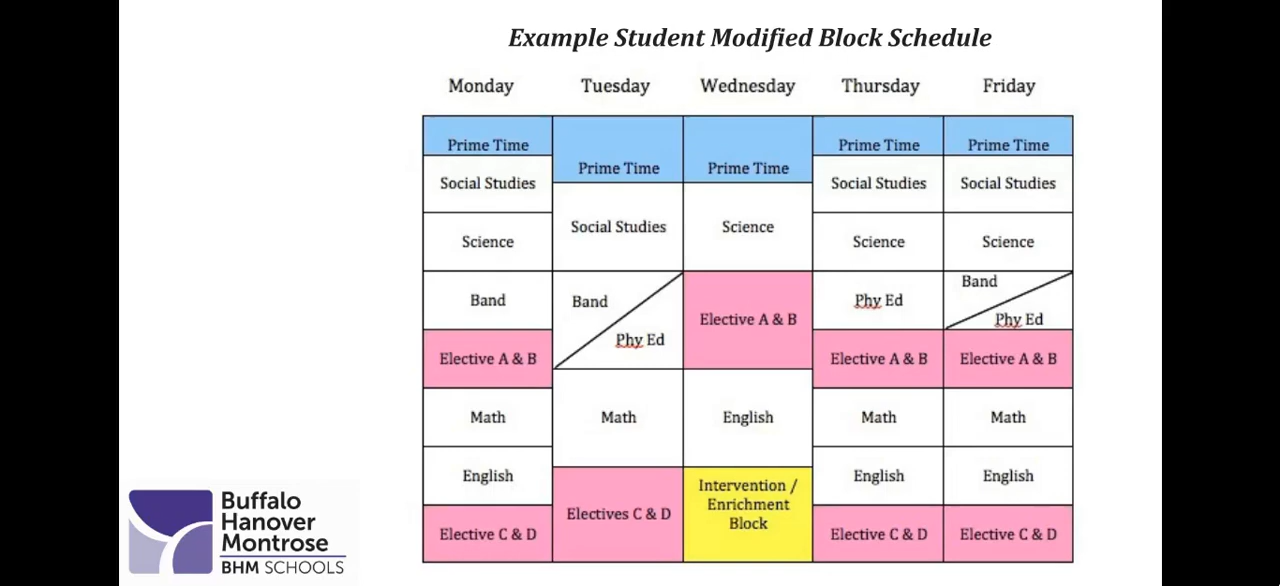 Example Student Modified Block Schedule
Monday Tuesday Wednesday Thursday Friday
Prime Time Prime Time Prime Time Prime Time Prime Time
Social Studies Social Studies Science Social Studies Social Studies
Science Science Science
Band Band Phy Ed Elective A & B Phy Ed Band Phy Ed
Elective A & B Elective A & B Elective A & B
Math Math English Math Math
English English English
Elective C & D Electives C & D Intervention / Enrichment Block Elective C & D Elective C & D
Buffalo
Hanover
Montrose
BHM SCHOOLS